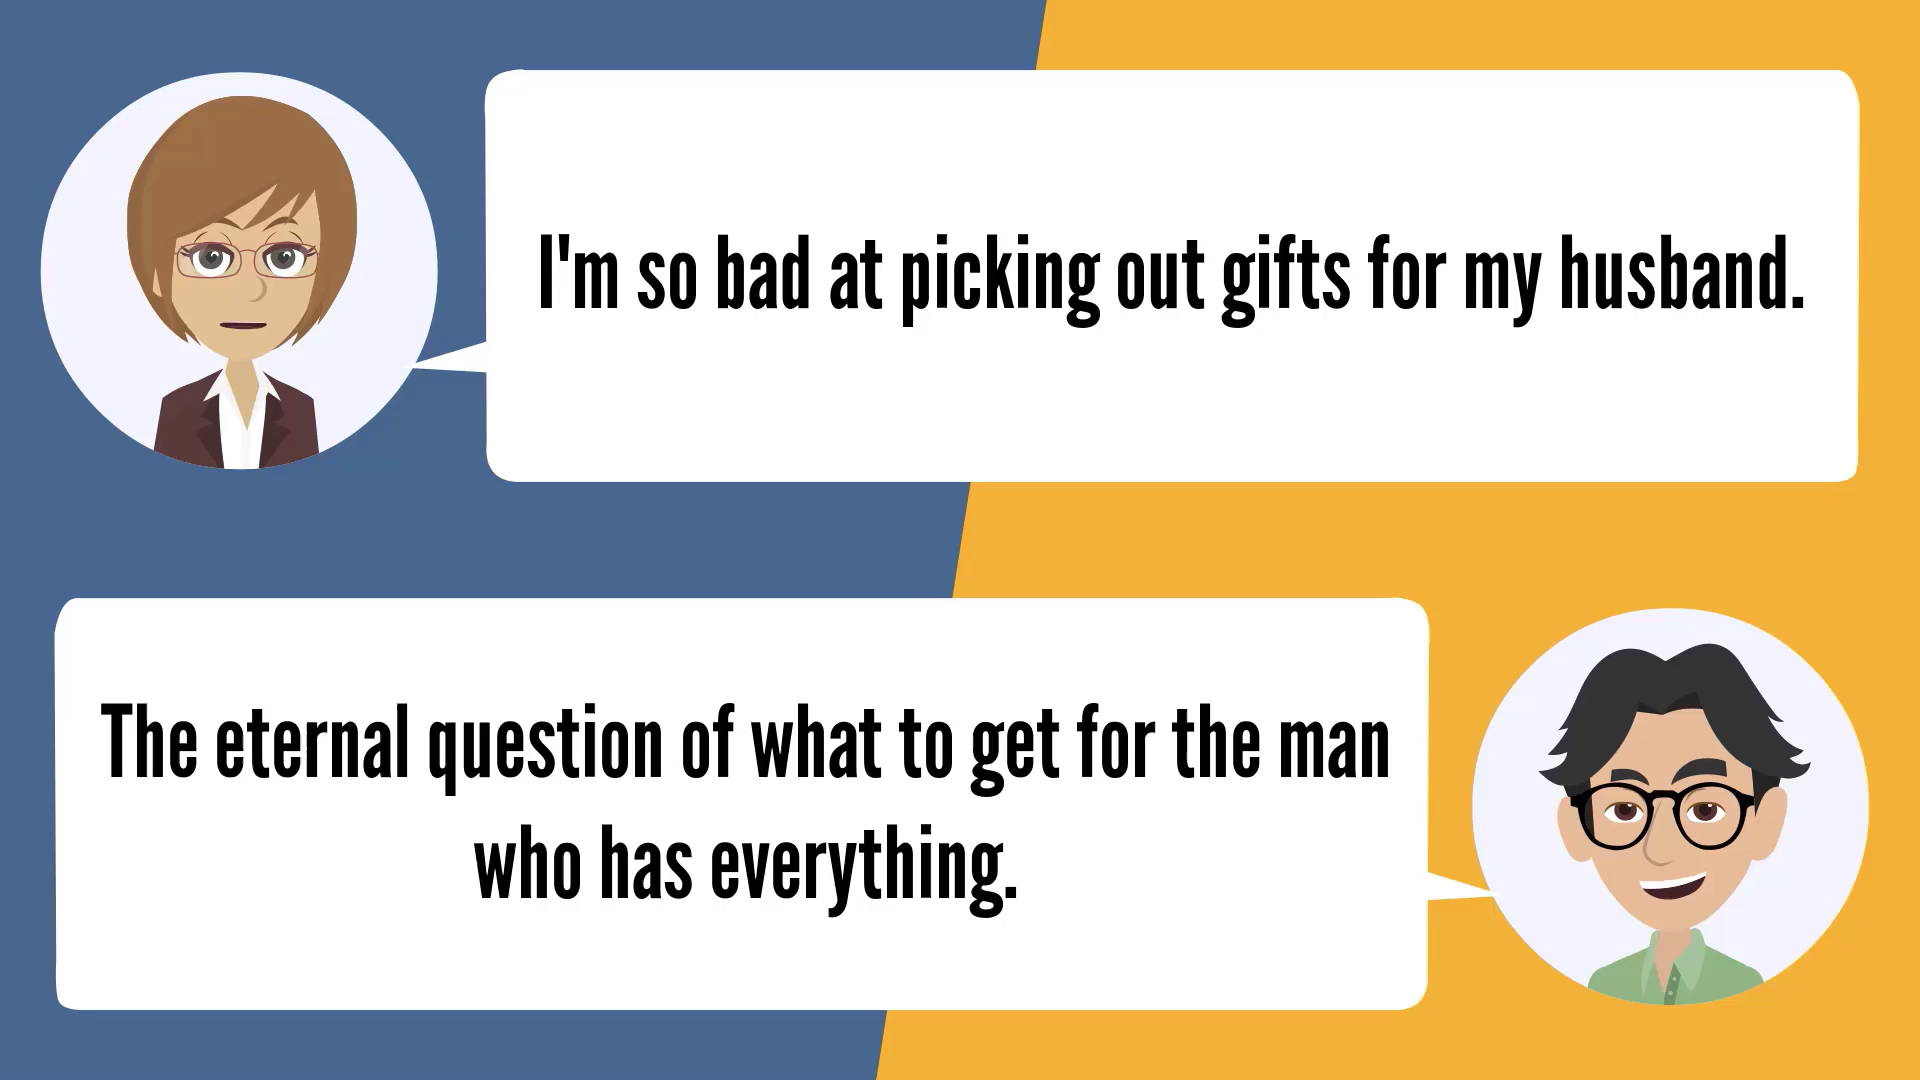 I'm so bad at picking out gifts for my husband.
The eternal question of what to get for the man
who has everything.